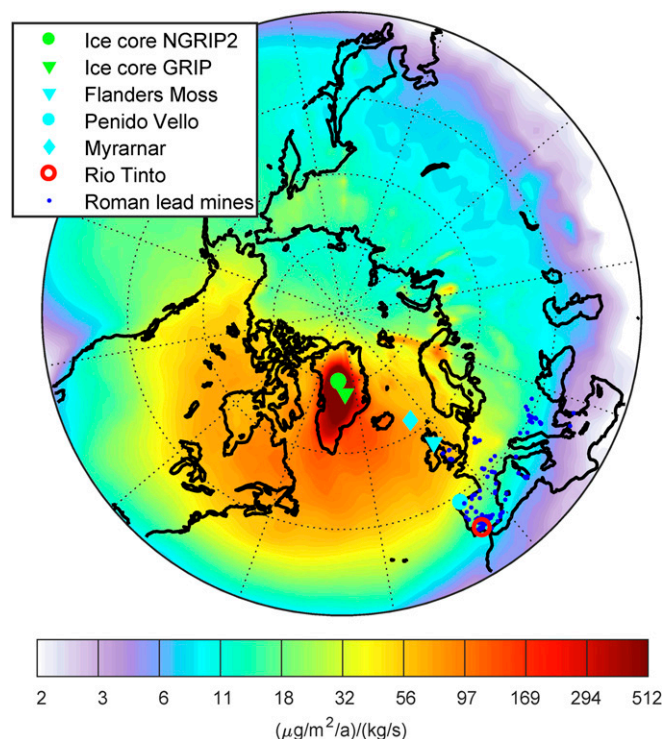 Ice core NGRIP2
Ice core GRIP
Flanders Moss
Penido Vello
Myrarnar
Rio Tinto
Roman lead mines
2 3 6 11 18 32 56 97 169 294 512
(μg/m²/a)/(kg/s)